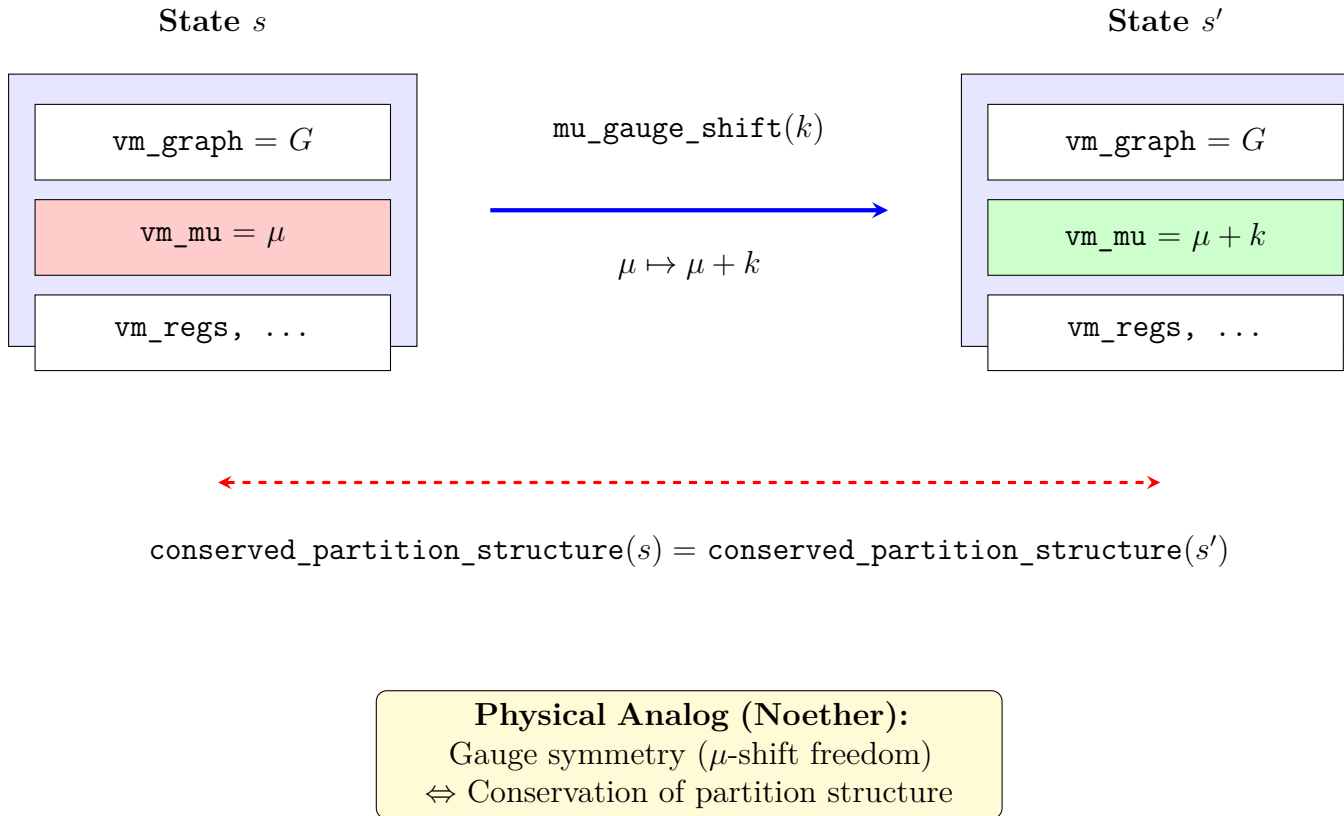 State s
State s′
vm_graph = G
mu_gauge_shift(k)
vm_graph = G
vm_mu = μ
μ ↦ μ + k
vm_mu = μ + k
vm_regs, ...
vm_regs, ...
conserved_partition_structure(s) = conserved_partition_structure(s′)
Physical Analog (Noether):
Gauge symmetry (μ-shift freedom)
⇔ Conservation of partition structure